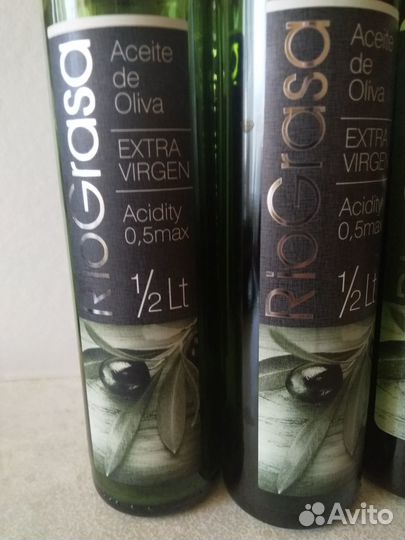 RioGrasa
Aceite
de
Oliva
EXTRA
VIRGEN
Acidity
0,5max
½ Lt
RioGrasa
Aceite
de
Oliva
EXTRA
VIRGEN
Acidity
0,5max
½ Lt
Avito